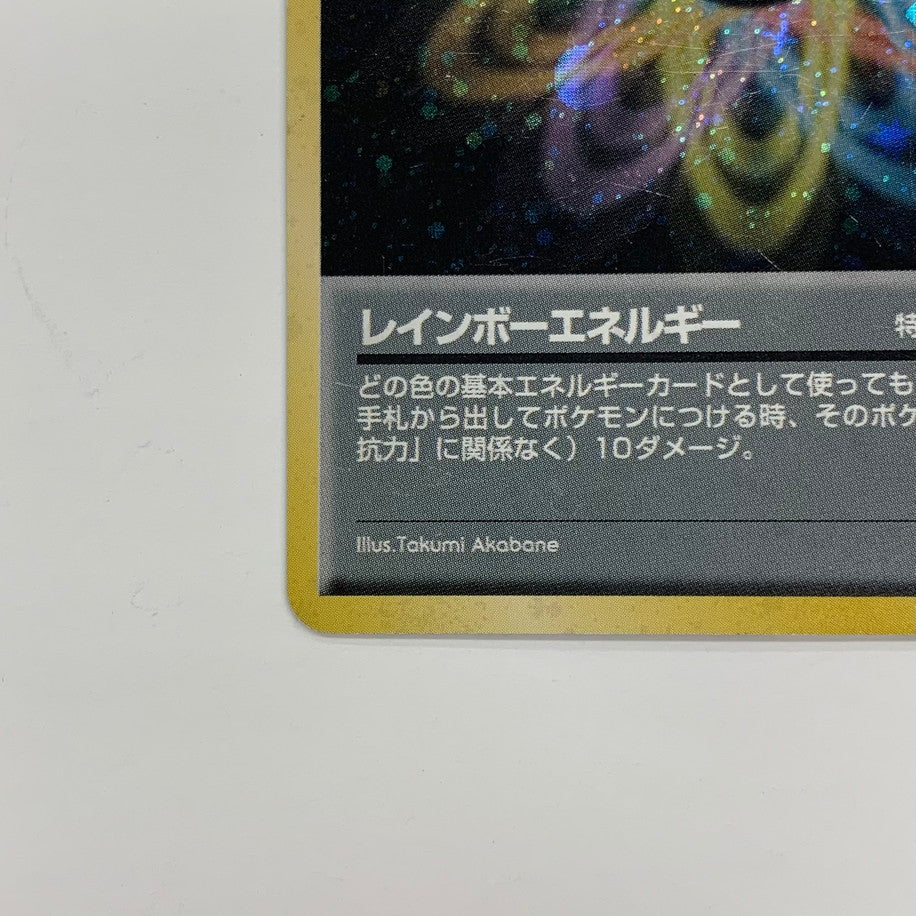 レインボーエネルギー 特
どの色の基本エネルギーカードとして使っても
手札から出してポケモンにつける時、そのポケ
抗力」に関係なく）10ダメージ。
Illus.Takumi Akabane